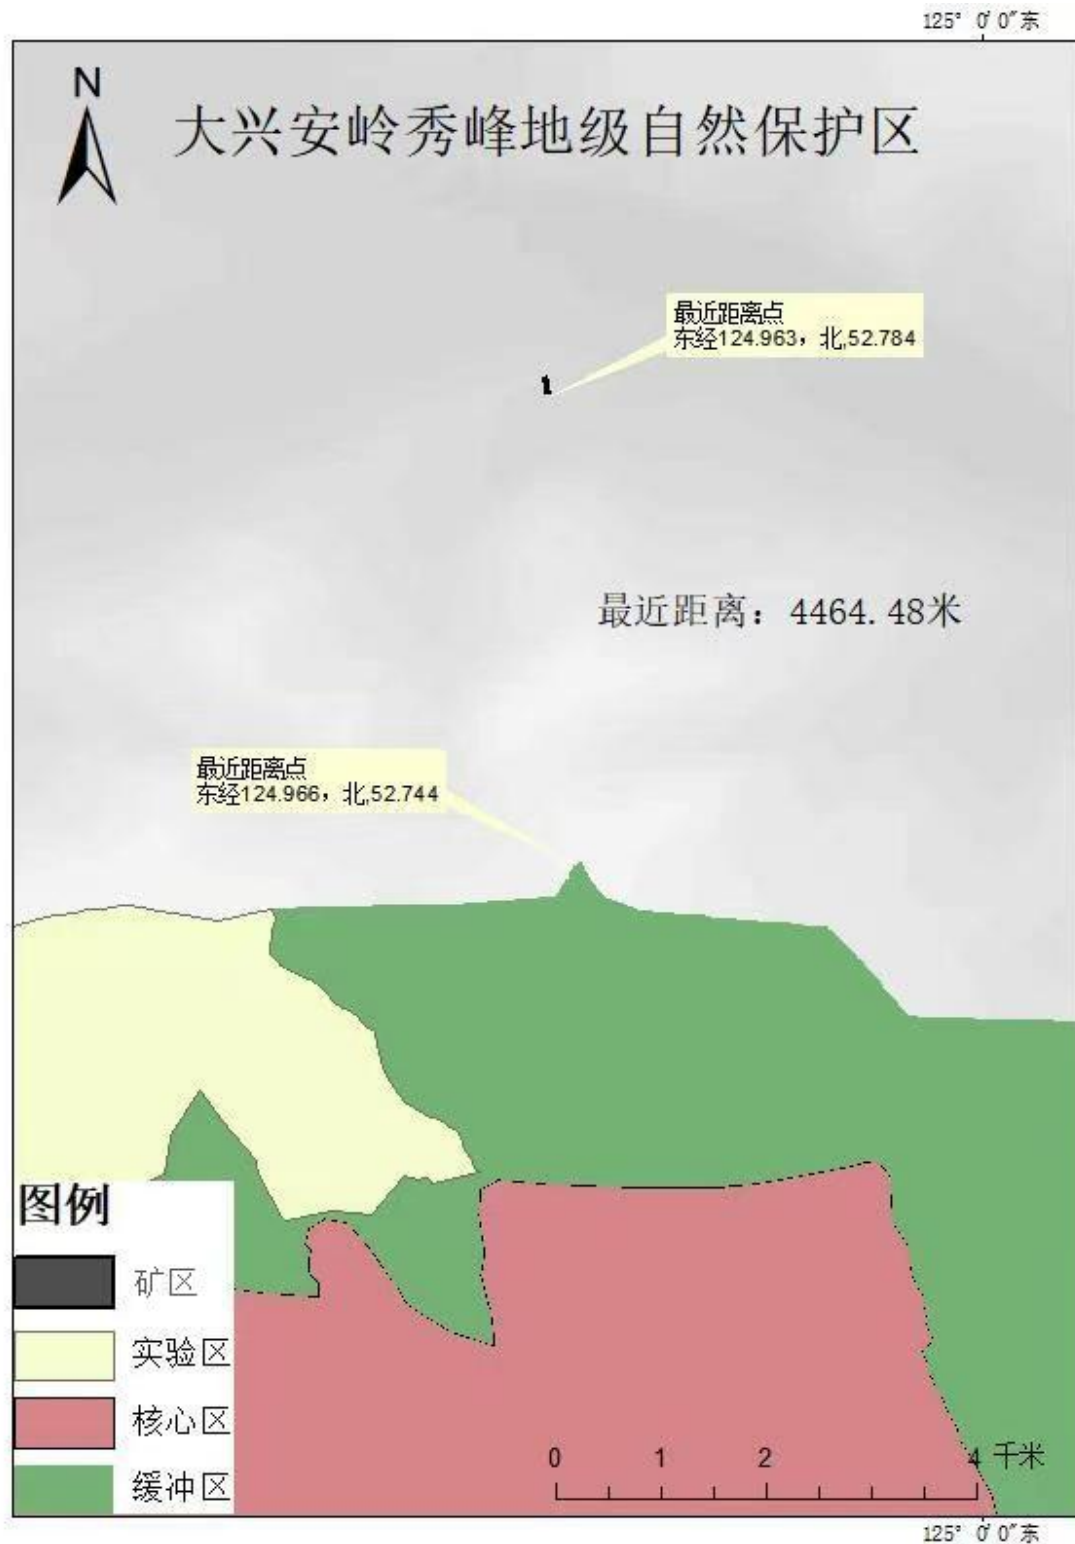 125° 0′ 0″东
N
大兴安岭秀峰地级自然保护区
最近距离点
东经124.963，北,52.784
最近距离：4464.48米
最近距离点
东经124.966，北,52.744
图例
矿区
实验区
核心区
缓冲区
0 1 2 4 千米
125° 0′ 0″东